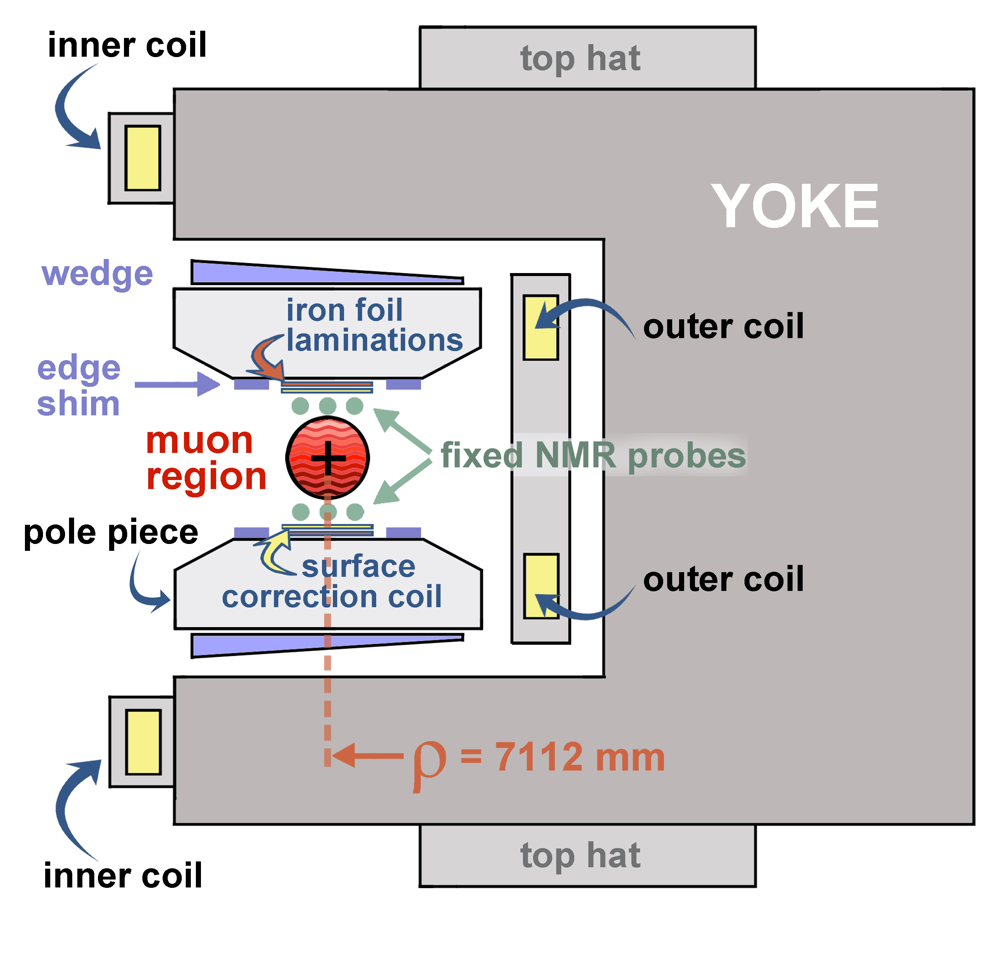 top hat
inner coil
YOKE
wedge
iron foil
laminations
outer coil
edge
shim
muon
region
fixed NMR probes
pole piece
surface
correction coil
outer coil
ρ = 7112 mm
top hat
inner coil